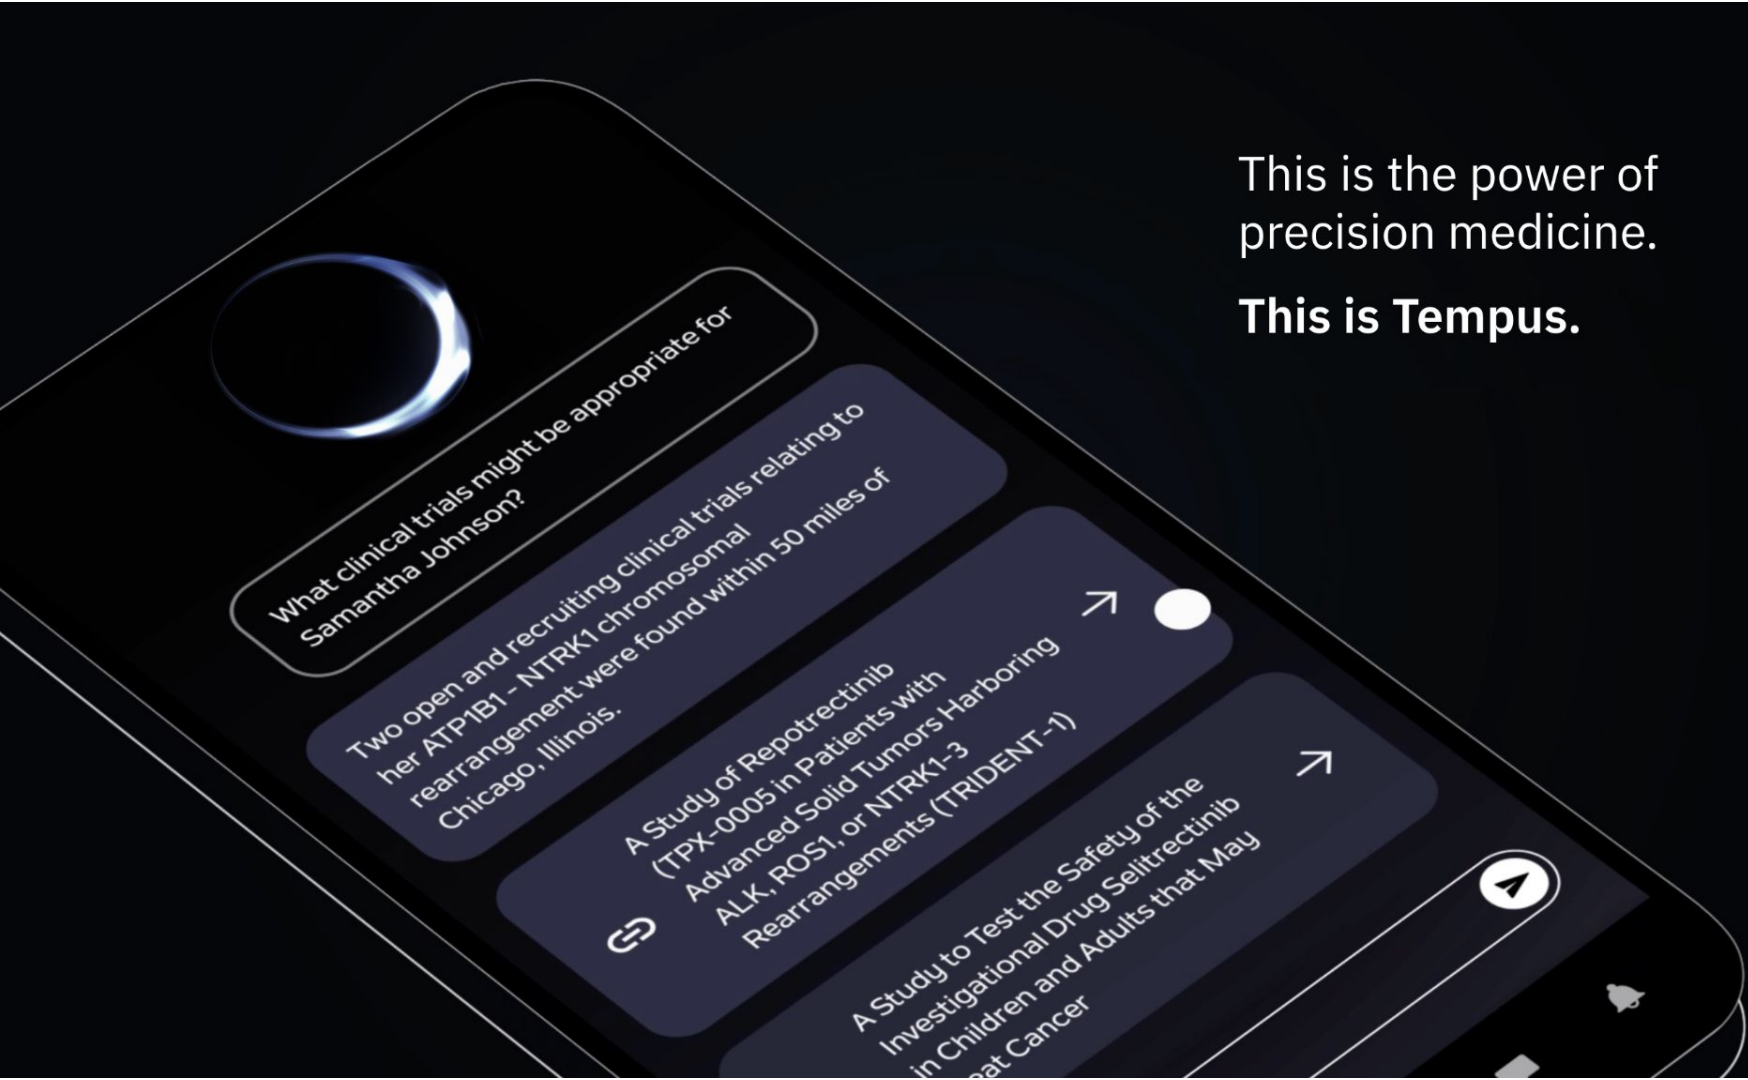 This is the power of
precision medicine.
This is Tempus.
What clinical trials might be appropriate for
Samantha Johnson?
Two open and recruiting clinical trials relating to
her ATP1B1 - NTRK1 chromosomal
rearrangement were found within 50 miles of
Chicago, Illinois.
A Study of Repotrectinib
(TPX-0005 in Patients with
Advanced Solid Tumors Harboring
ALK, ROS1, or NTRK1-3
Rearrangements (TRIDENT-1)
A Study to Test the Safety of the
Investigational Drug Selitrectinib
in Children and Adults that May
eat Cancer